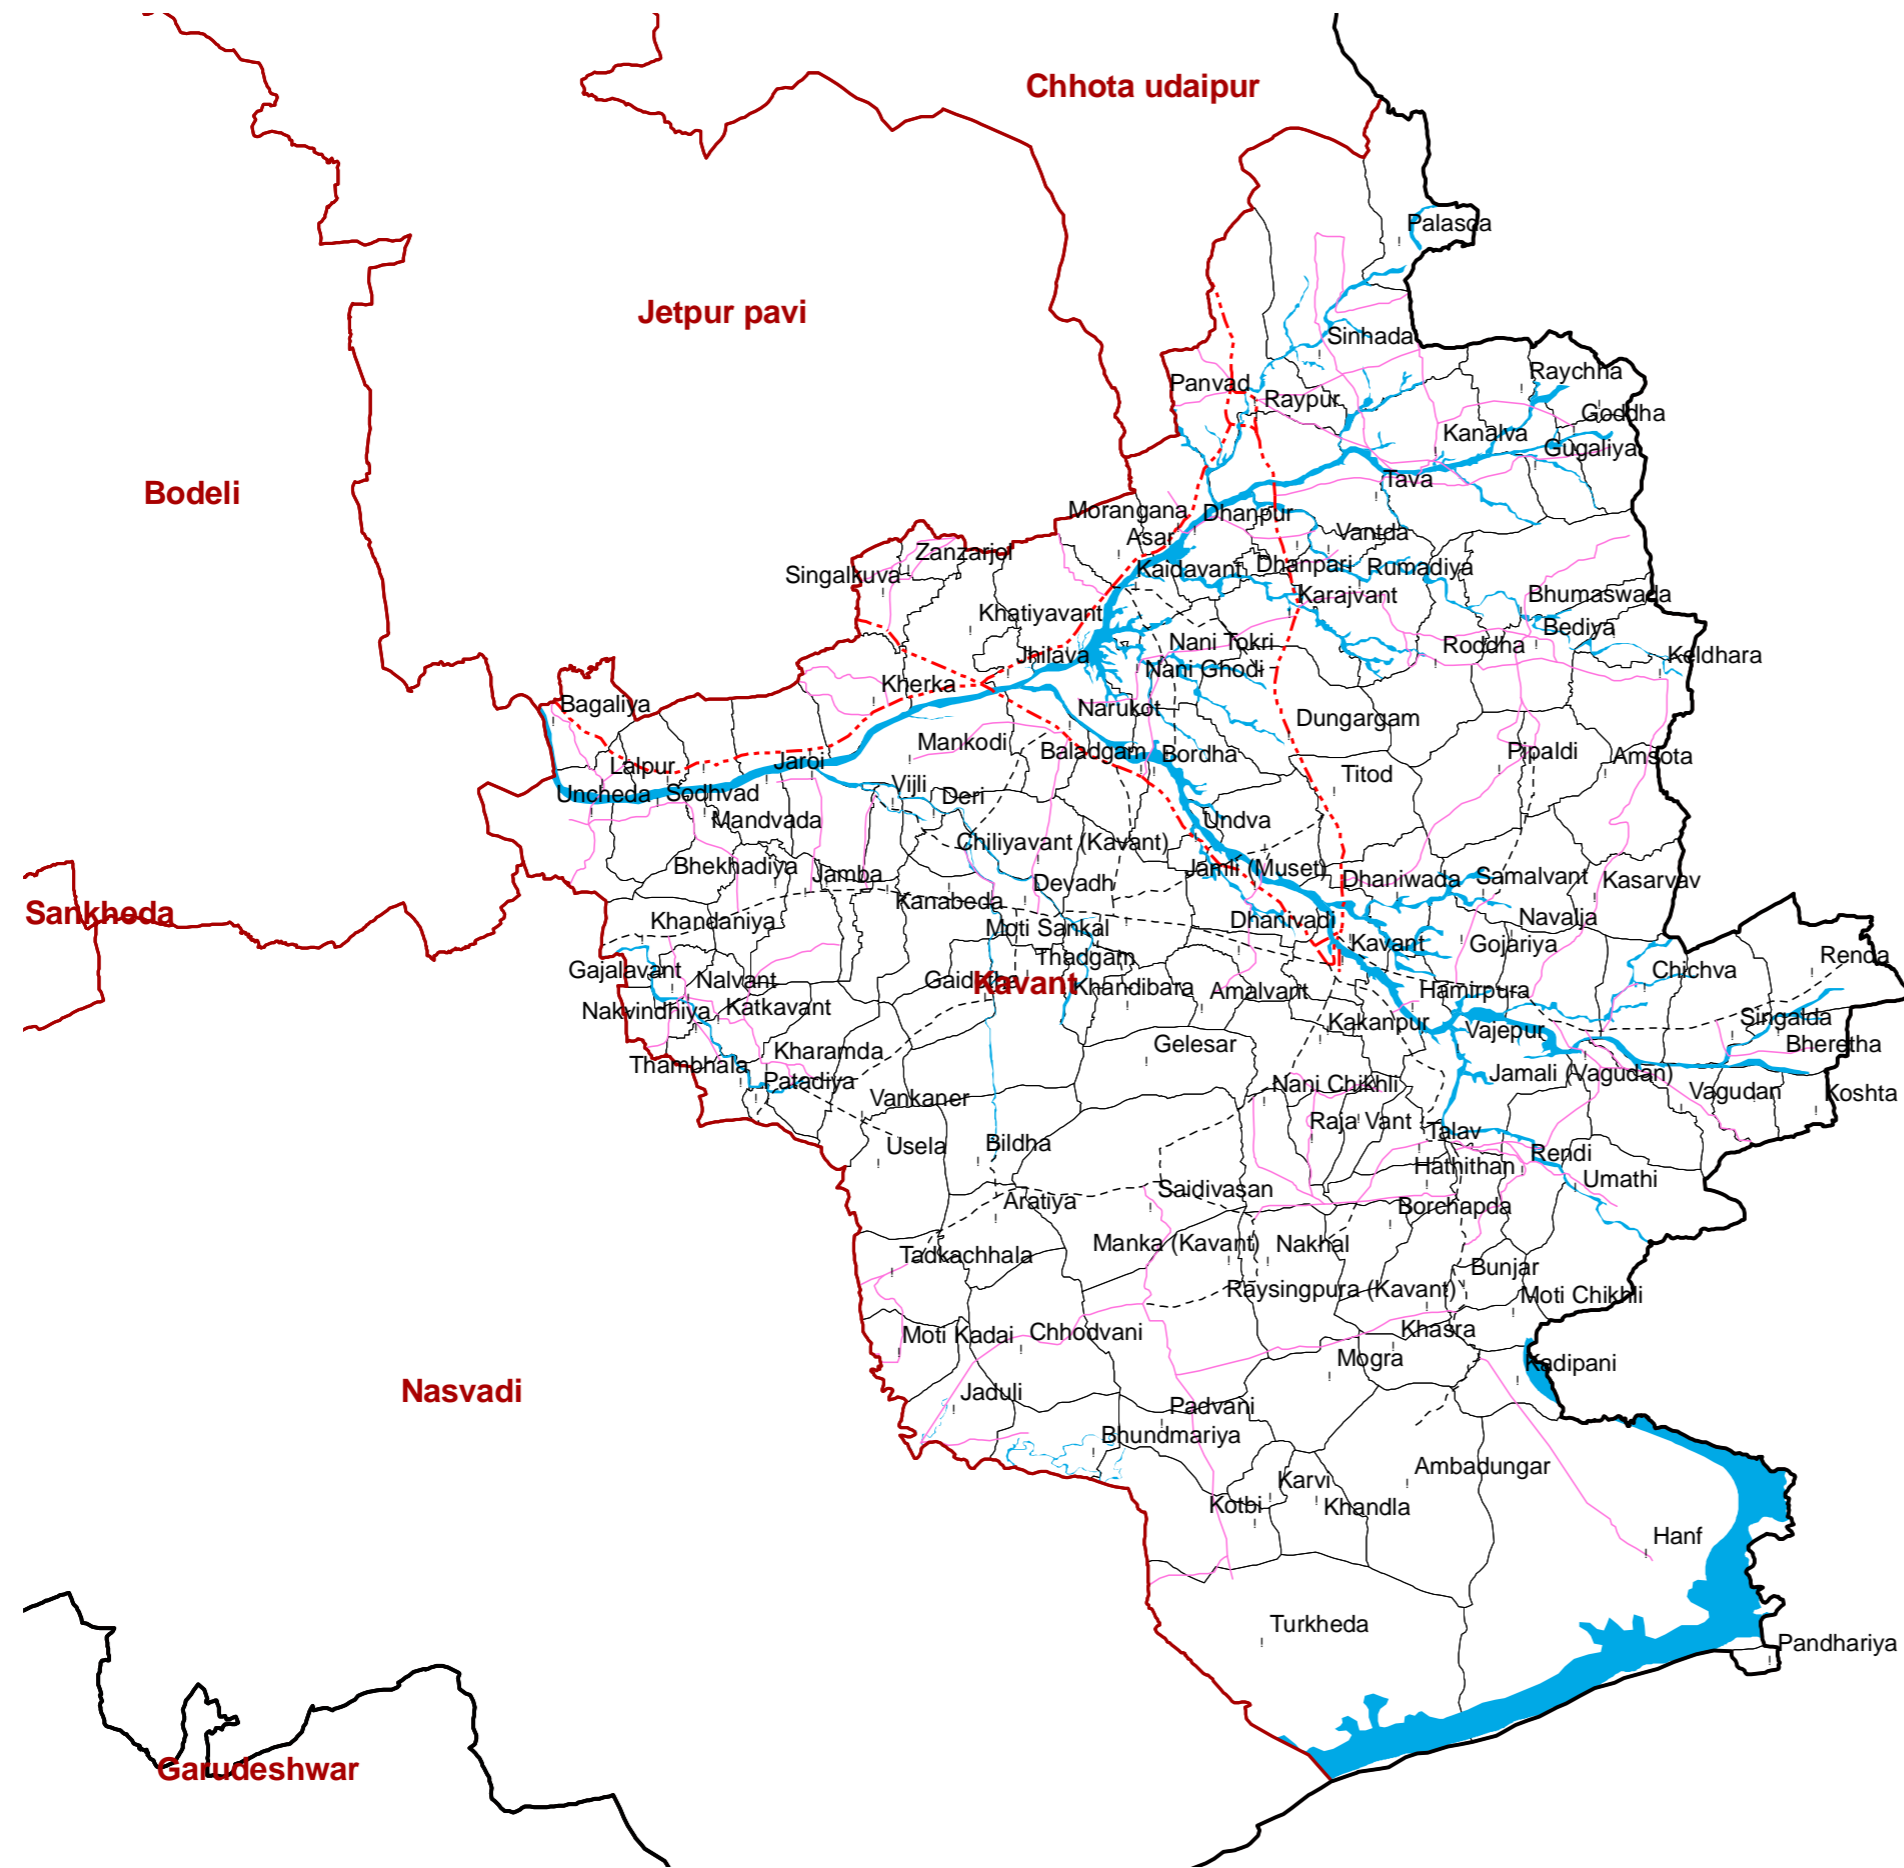 Chhota udaipur
Palasda
Jetpur pavi
Sinhada
Raychha
Panvad
Raypur
Goddha
Kanalva
Gugaliya
Bodeli
Tava
Morangana
Dhanpur
Asar
Vantda
Zanzarjol
Singalkuva
Kaidavant
Dhanpari
Rumadiya
Karajvant
Bhumaswada
Khatiyavant
Bediya
Nani Tokri
Roddha
Jhilava
Keldhara
Nani Ghodi
Kherka
Bagaliya
Narukot
Dungargam
Mankodi
Baladgam
Bordha
Pipaldi
Amsota
Lalpur
Jaroi
Titod
Vijli
Uncheda
Sodhvad
Deri
Mandvada
Undva
Chiliyavant (Kavant)
Bhekhadiya
Jamba
Jamli (Muset)
Devadh
Dhaniwada
Samalvant
Kasarvav
Kanabeda
Sankheda
Khandaniya
Moti Sankal
Dhanivadi
Navalja
Kavant
Gojariya
Thadgam
Renda
Gajalavant
Nalvant
Kavant
Khandibara
Amalvant
Chichva
Hamirpura
Nakvindhiya
Katkavant
Kakanpur
Vajepur
Singalda
Kharamda
Gelesar
Bheretha
Thambhala
Patadiya
Nani Chikhli
Jamali (Vagudan)
Vagudan
Koshta
Vankaner
Raja Vant
Usela
Bildha
Talav
Rendi
Hathithan
Umathi
Saidivasan
Aratiya
Borchapda
Manka (Kavant)
Nakhal
Tadkachhala
Bunjar
Raysingpura (Kavant)
Moti Chikhli
Moti Kadai
Chhodvani
Khasra
Mogra
Kadipani
Nasvadi
Jaduli
Padvani
Bhundmariya
Ambadungar
Karvi
Kotbi
Khandla
Hanf
Turkheda
Pandhariya
Garudeshwar